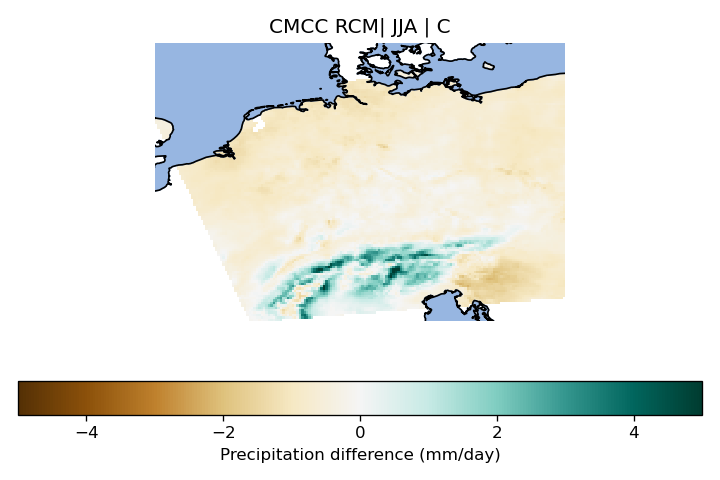 CMCC RCM| JJA | C
−4 −2 0 2 4
Precipitation difference (mm/day)